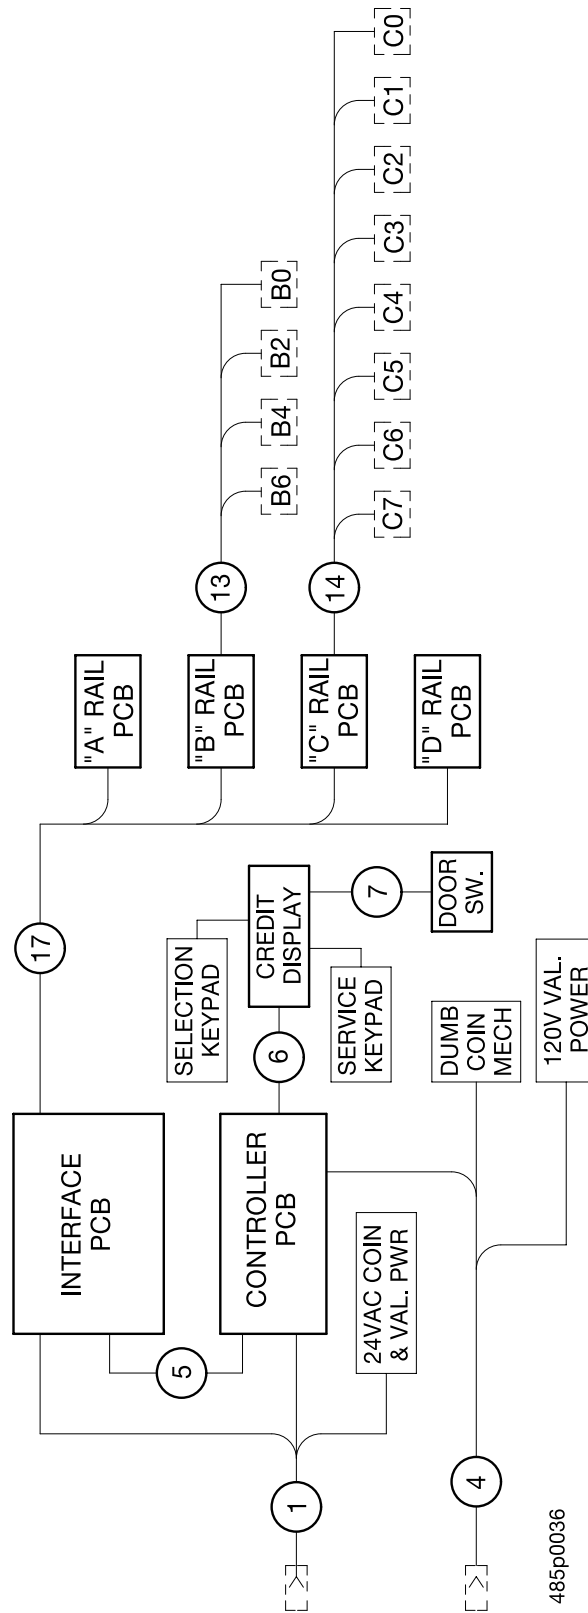 INTERFACE
PCB
17
"A" RAIL
PCB
"B" RAIL
PCB
13
B6
B4
B2
B0
"C" RAIL
PCB
14
C7
C6
C5
C4
C3
C2
C1
C0
"D" RAIL
PCB
5
CONTROLLER
PCB
6
SELECTION
KEYPAD
CREDIT
DISPLAY
SERVICE
KEYPAD
7
DOOR
SW.
1
24VAC COIN
& VAL. PWR
4
DUMB
COIN
MECH
120V VAL.
POWER
485p0036